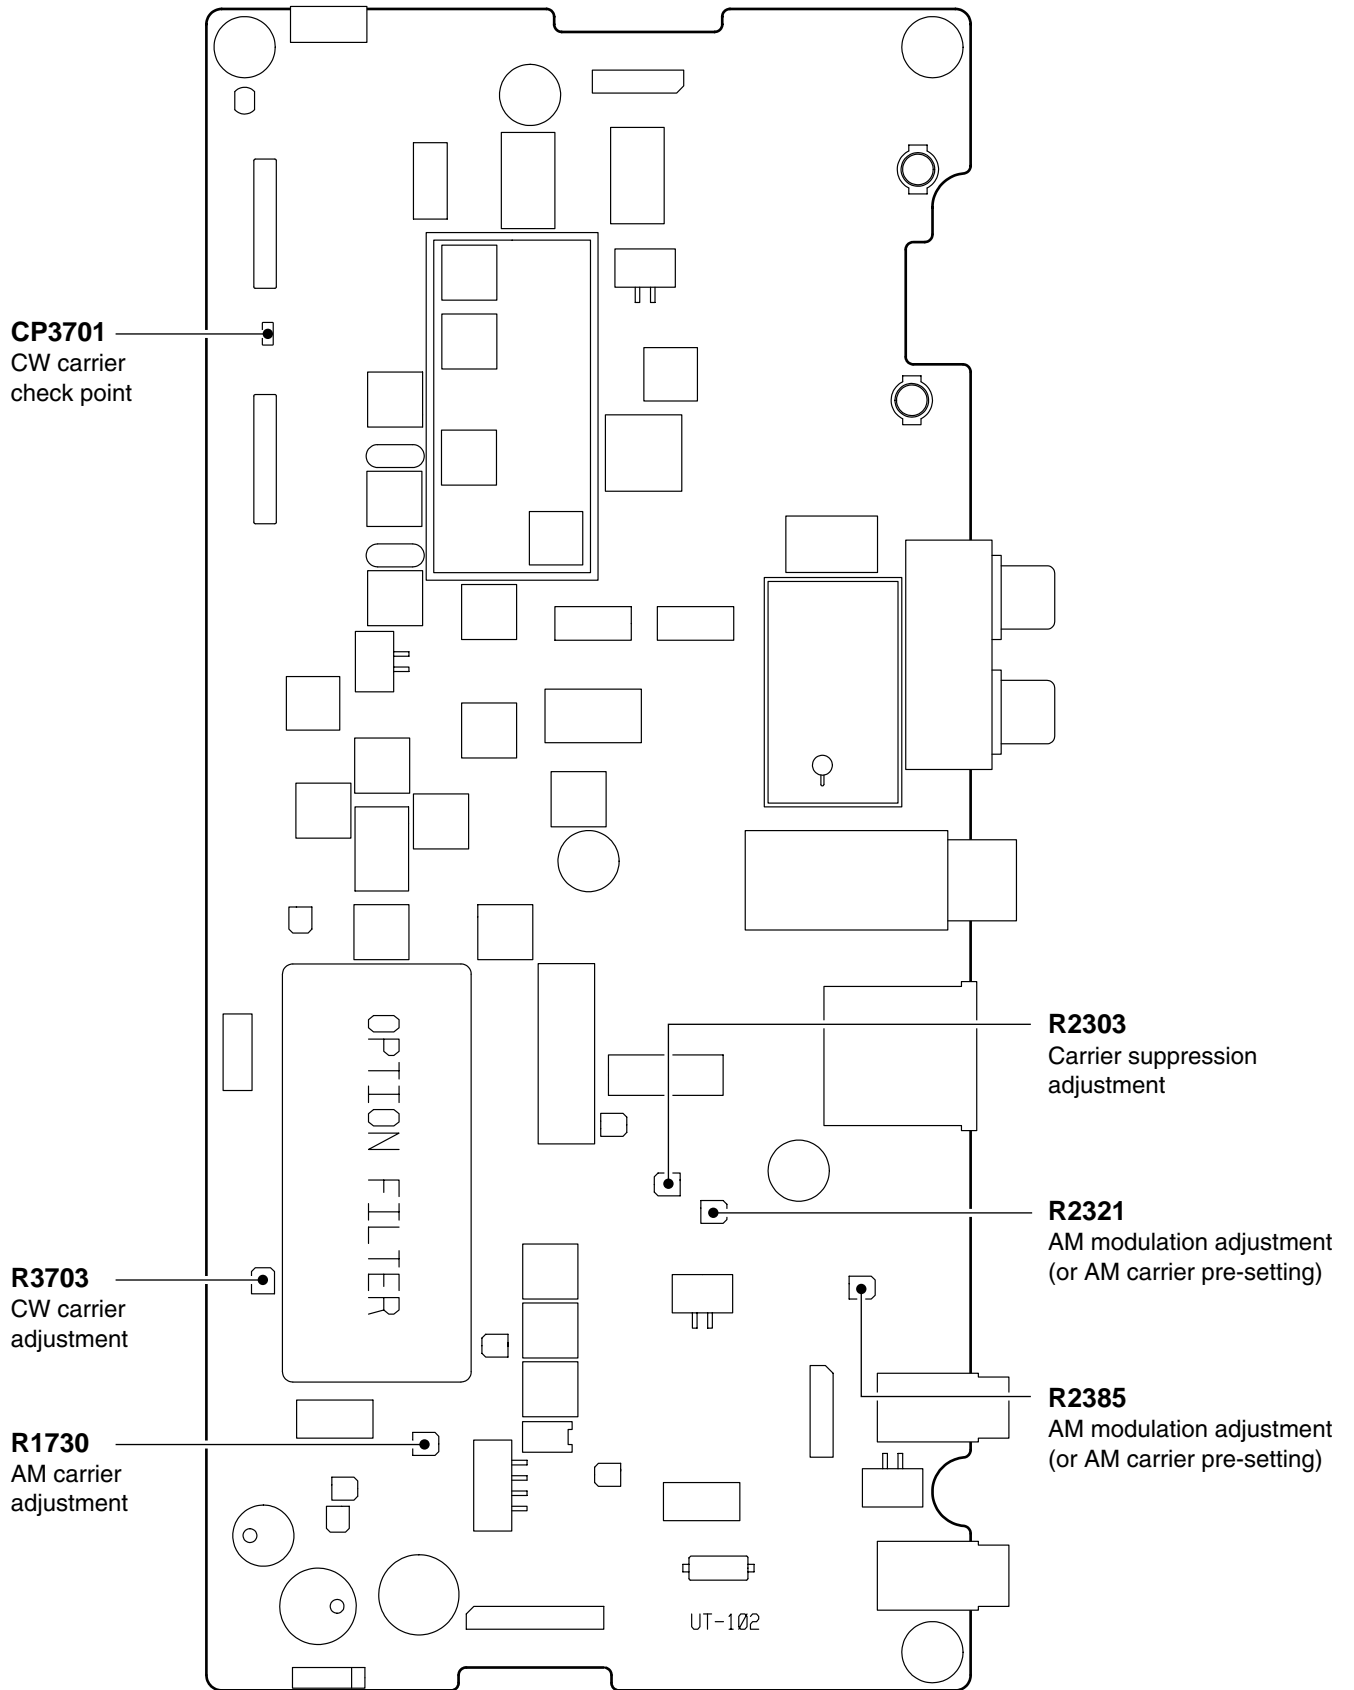 CP3701
CW carrier
check point
OPTION FILTER
R2303
Carrier suppression
adjustment
R2321
AM modulation adjustment
(or AM carrier pre-setting)
R3703
CW carrier
adjustment
R2385
AM modulation adjustment
(or AM carrier pre-setting)
R1730
AM carrier
adjustment
UT-102